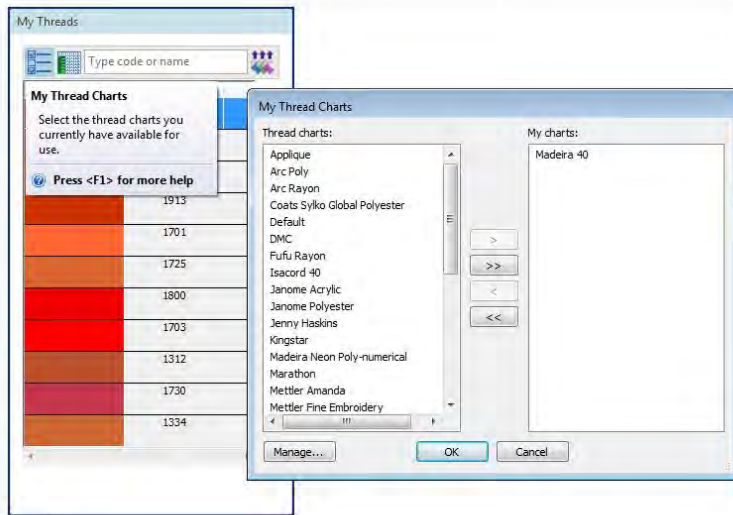 My Threads
Type code or name
My Thread Charts
Select the thread charts you
currently have available for
use.
Press <F1> for more help
1913
1701
1725
1800
1703
1312
1730
1334
My Thread Charts
Thread charts:
Applique
Arc Poly
Arc Rayon
Coats Sylko Global Polyester
Default
DMC
Fufu Rayon
Isacord 40
Janome Acrylic
Janome Polyester
Jenny Haskins
Kingstar
Madeira Neon Poly-numerical
Marathon
Mettler Amanda
Mettler Fine Embroidery
>
>>
<
<<
My charts:
Madeira 40
Manage...
OK
Cancel